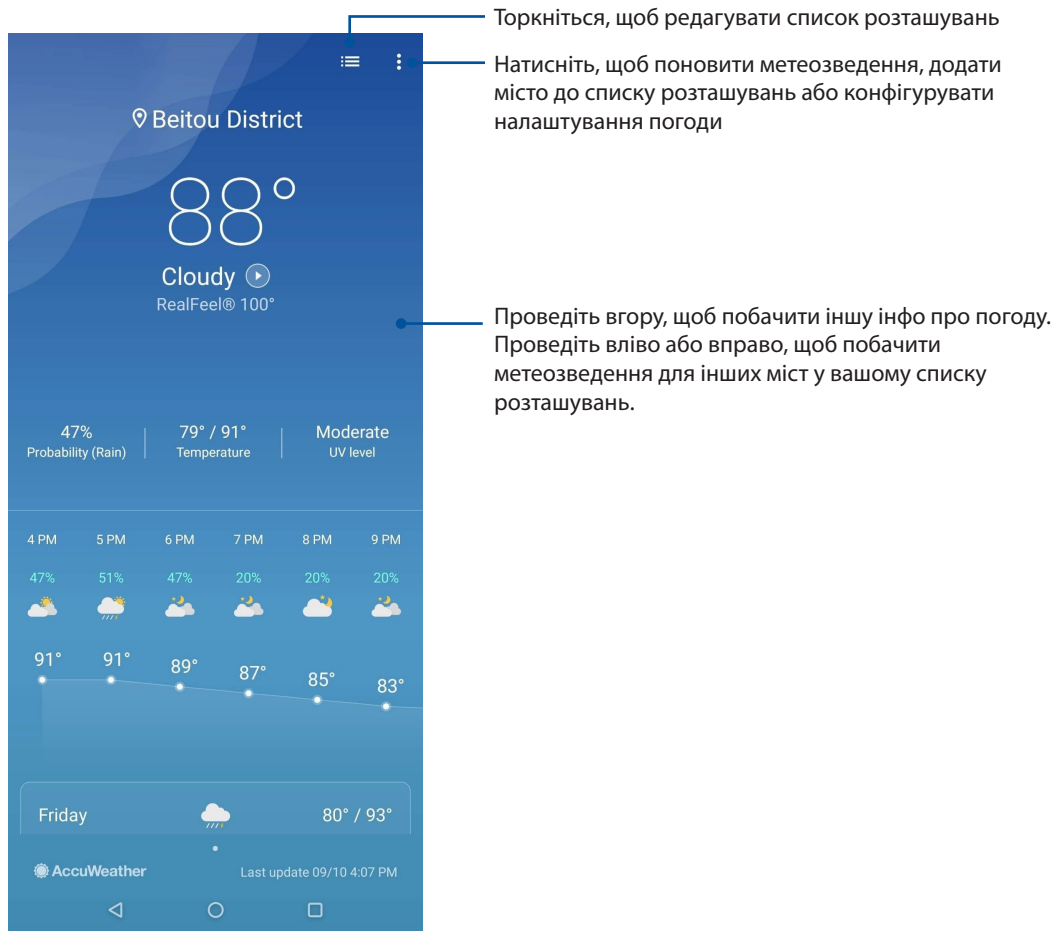 Торкніться, щоб редагувати список розташувань
Натисніть, щоб поновити метеозведення, додати
місто до списку розташувань або конфігурувати
налаштування погоди
Beitou District
88°
Cloudy
RealFeel® 100°
Проведіть вгору, щоб побачити іншу інфо про погоду.
Проведіть вліво або вправо, щоб побачити
метеозведення для інших міст у вашому списку
розташувань.
47% 79° / 91° Moderate
Probability (Rain) Temperature UV level
4 PM 5 PM 6 PM 7 PM 8 PM 9 PM
47% 51% 47% 20% 20% 20%
91° 91° 89° 87° 85° 83°
Friday 80° / 93°
AccuWeather Last update 09/10 4:07 PM